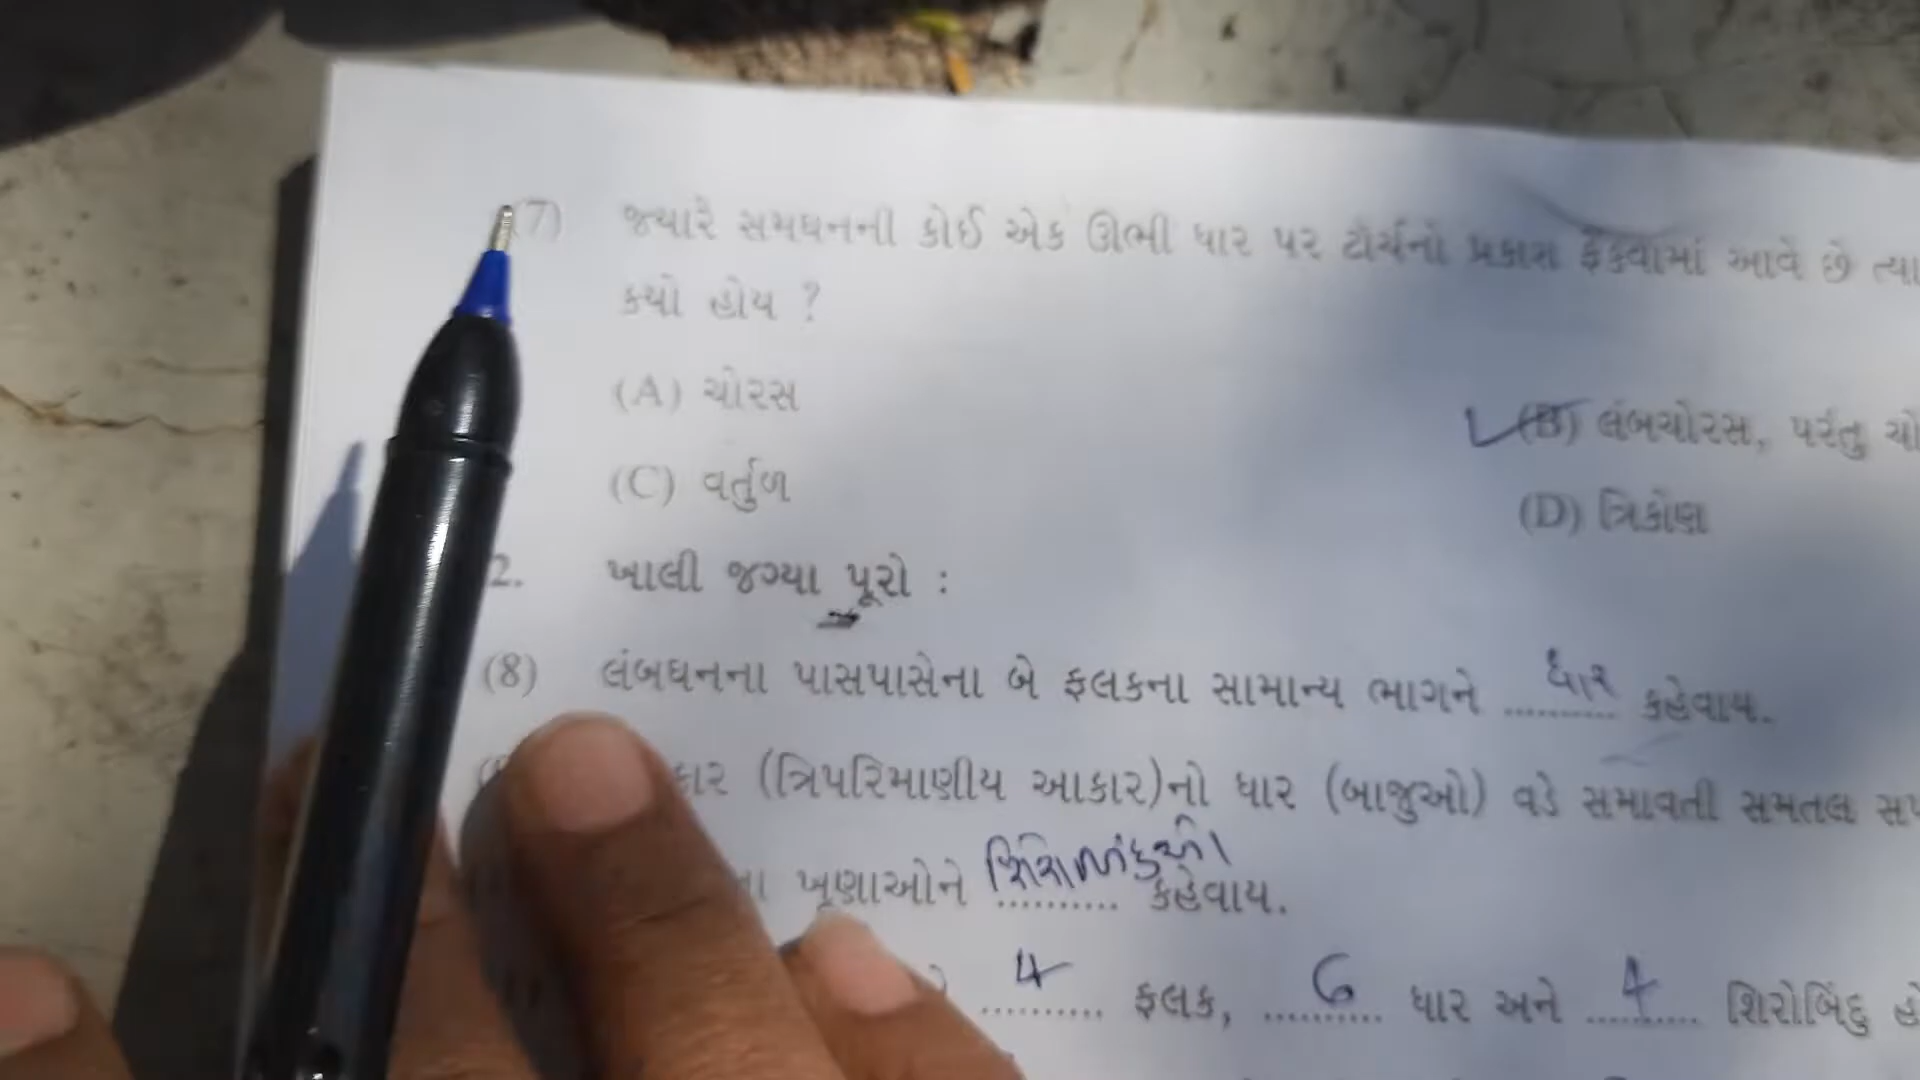 (7) જ્યારે સમઘનની કોઈ એક ઊભી ધાર પર ટોર્ચનો પ્રકાશ ફેંકવામાં આવે છે ત્યા
કયો હોય ?
(A) ચોરસ (B) લંબચોરસ, પરંતુ ચો
(C) વર્તુળ (D) ત્રિકોણ
2. ખાલી જગ્યા પૂરો :
(8) લંબઘનના પાસપાસેના બે ફલકના સામાન્ય ભાગને ધાર કહેવાય.
કાર (ત્રિપરિમાણીય આકાર)નો ધાર (બાજુઓ) વડે સમાવતી સમતલ સપ
ના ખૂણાઓને કહેવાય.
4 ફલક, 6 ધાર અને 4 શિરોબિંદુ હો